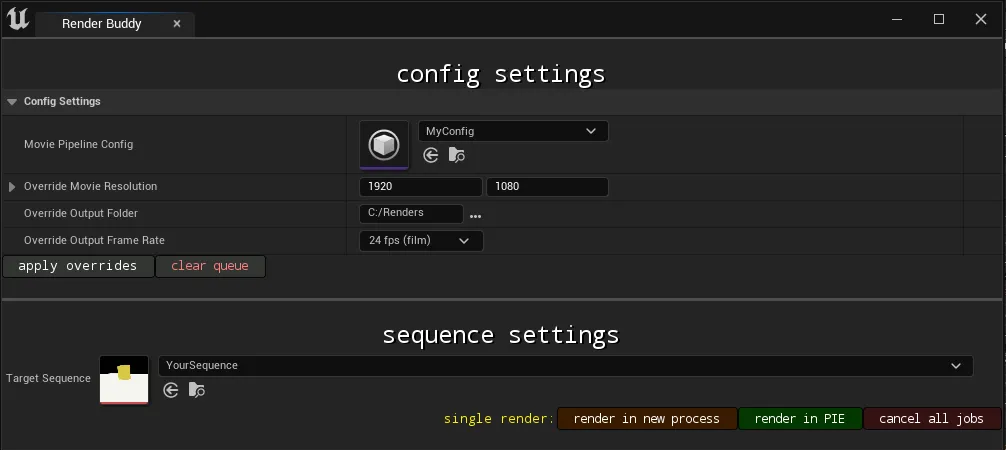 Render Buddy
config settings
Config Settings
Movie Pipeline Config
MyConfig
Override Movie Resolution 1920 1080
Override Output Folder C:/Renders ...
Override Output Frame Rate 24 fps (film)
apply overrides clear queue
sequence settings
YourSequence
Target Sequence
single render: render in new process render in PIE cancel all jobs